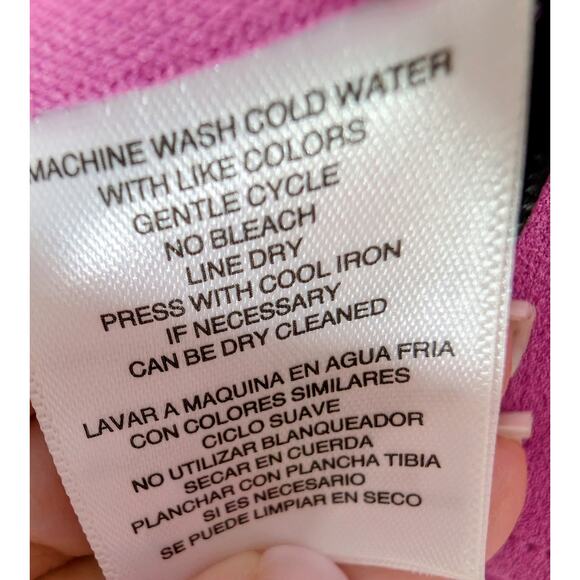 MACHINE WASH COLD WATER
WITH LIKE COLORS
GENTLE CYCLE
NO BLEACH
LINE DRY
PRESS WITH COOL IRON
IF NECESSARY
CAN BE DRY CLEANED
LAVAR A MAQUINA EN AGUA FRIA
CON COLORES SIMILARES
CICLO SUAVE
NO UTILIZAR BLANQUEADOR
SECAR EN CUERDA
PLANCHAR CON PLANCHA TIBIA
SI ES NECESARIO
SE PUEDE LIMPIAR EN SECO